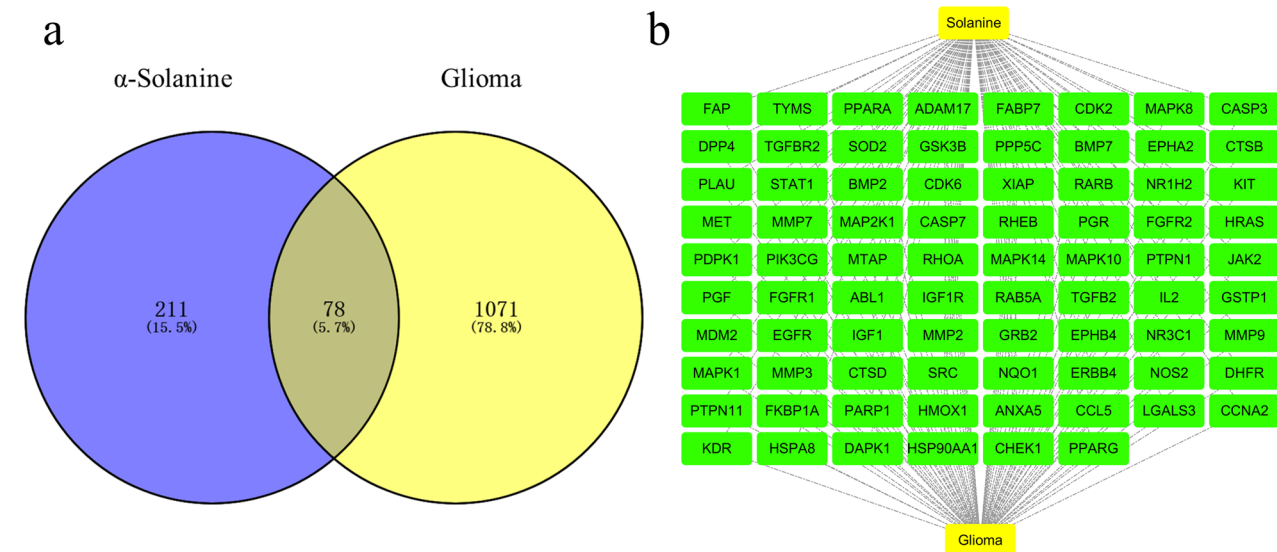 a
α-Solanine Glioma
211 78 1071
(15.5%) (5.7%) (78.8%)
b
Solanine
FAP TYMS PPARA ADAM17 FABP7 CDK2 MAPK8 CASP3
DPP4 TGFBR2 SOD2 GSK3B PPP5C BMP7 EPHA2 CTSB
PLAU STAT1 BMP2 CDK6 XIAP RARB NR1H2 KIT
MET MMP7 MAP2K1 CASP7 RHEB PGR FGFR2 HRAS
PDPK1 PIK3CG MTAP RHOA MAPK14 MAPK10 PTPN1 JAK2
PGF FGFR1 ABL1 IGF1R RAB5A TGFB2 IL2 GSTP1
MDM2 EGFR IGF1 MMP2 GRB2 EPHB4 NR3C1 MMP9
MAPK1 MMP3 CTSD SRC NQO1 ERBB4 NOS2 DHFR
PTPN11 FKBP1A PARP1 HMOX1 ANXA5 CCL5 LGALS3 CCNA2
KDR HSPA8 DAPK1 HSP90AA1 CHEK1 PPARG
Glioma